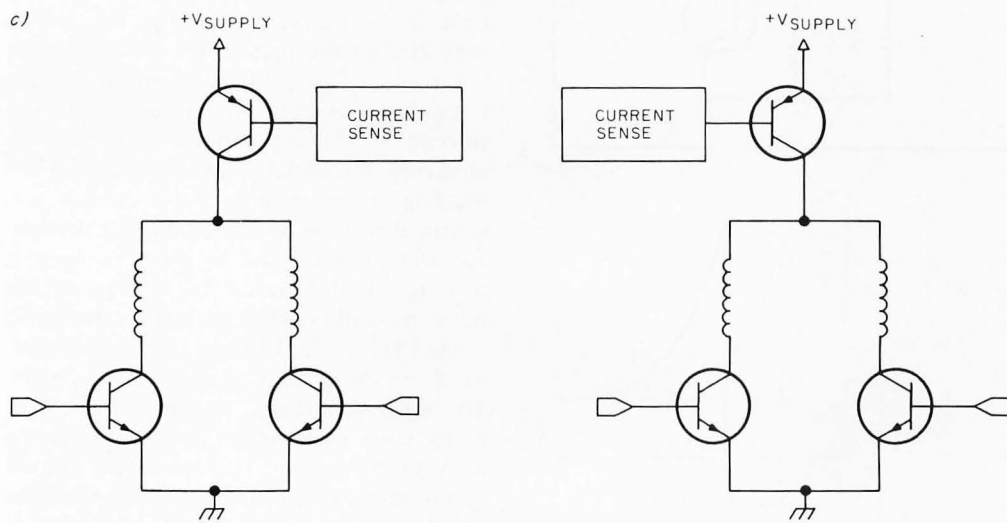 c)
+VSUPPLY
+VSUPPLY
CURRENT
SENSE
CURRENT
SENSE